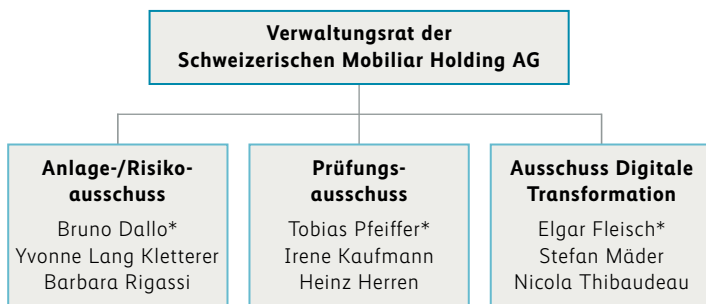 Verwaltungsrat der
Schweizerischen Mobiliar Holding AG
Anlage-/Risiko-
ausschuss
Bruno Dallo*
Yvonne Lang Kletterer
Barbara Rigassi
Prüfungs-
ausschuss
Tobias Pfeiffer*
Irene Kaufmann
Heinz Herren
Ausschuss Digitale
Transformation
Elgar Fleisch*
Stefan Mäder
Nicola Thibaudeau